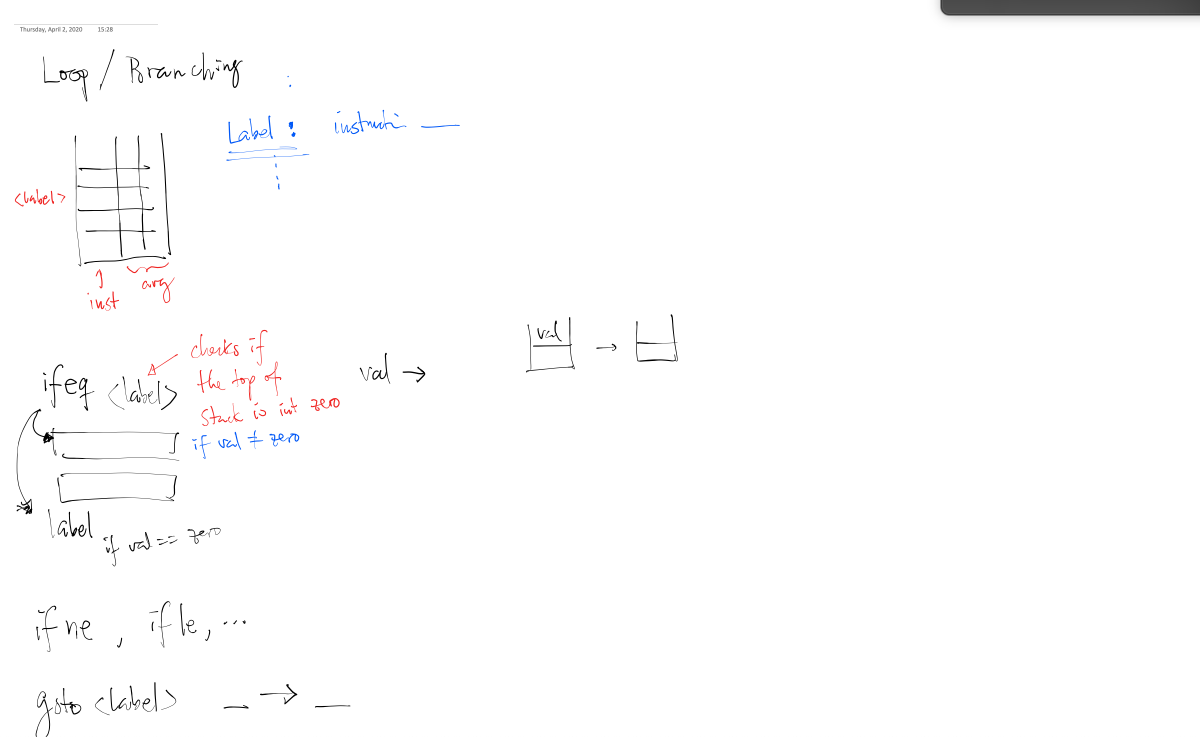 Thursday, April 2, 2020 15:28
Loop / Branching
Label : instructi
<label>
inst
arg
ifeq <label>
checks if
the top of
stack is int zero
val →
val
→
if val ≠ zero
label
if val == zero
ifne , ifle, ...
goto <label> _ → _